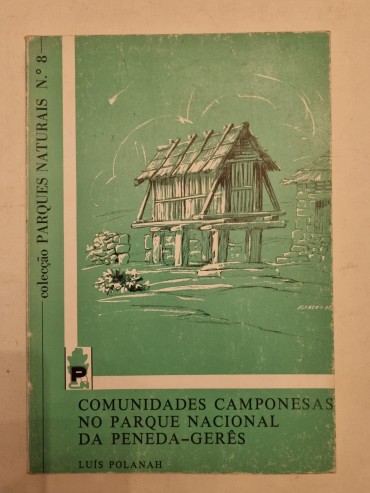 colecção PARQUES NATURAIS N.º 8
P
COMUNIDADES CAMPONESAS
NO PARQUE NACIONAL
DA PENEDA-GERÊS
LUÍS POLANAH